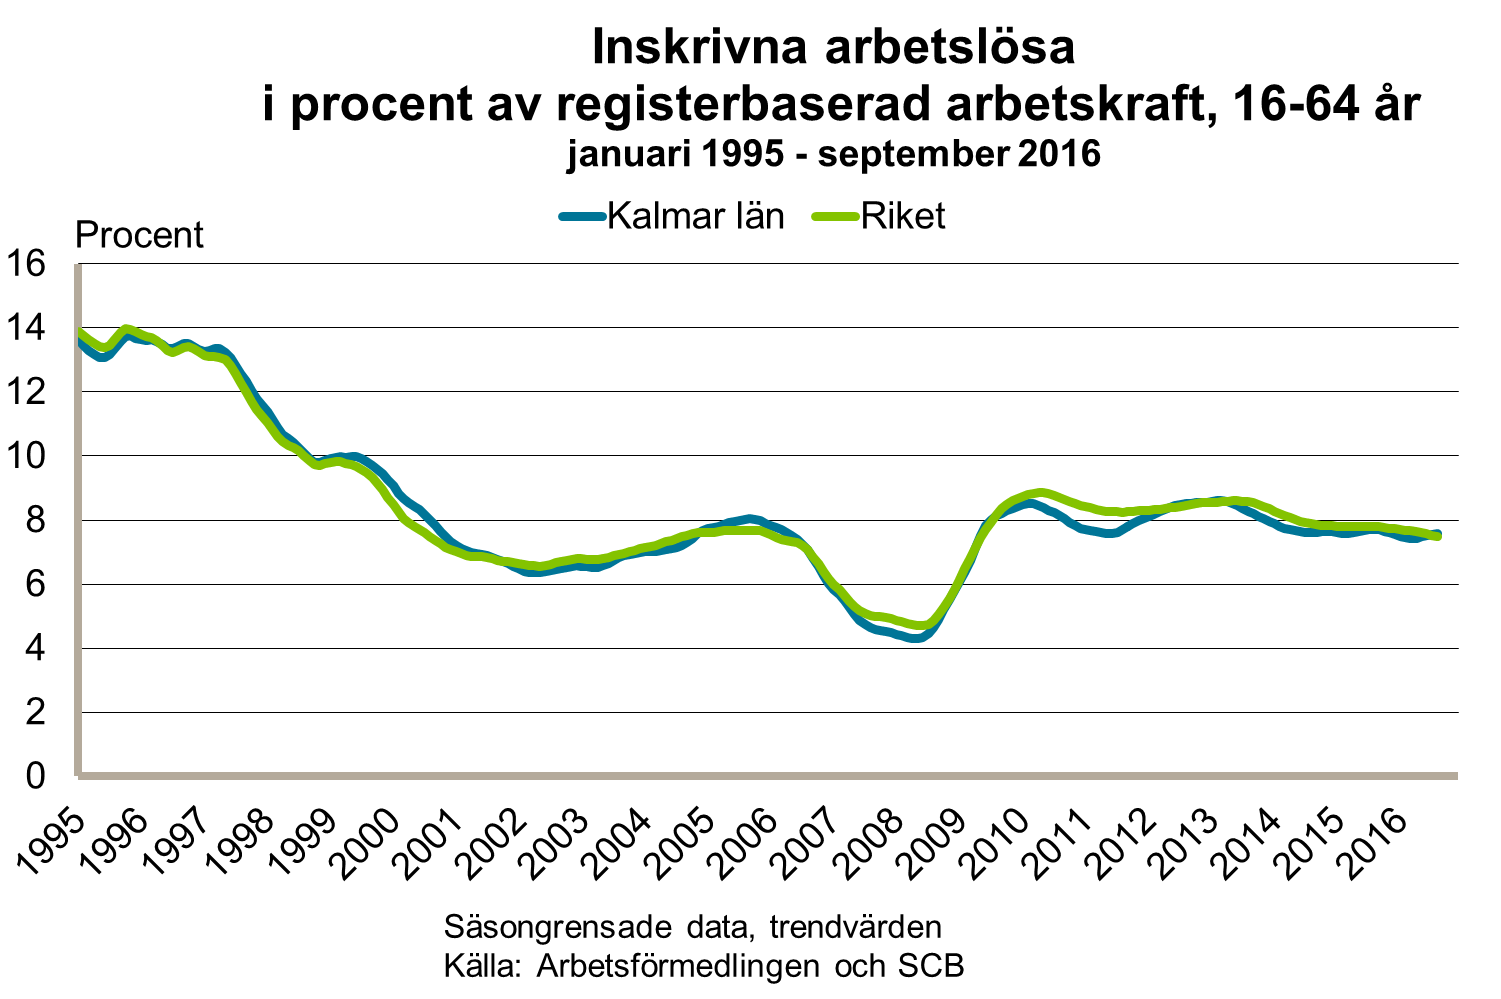 Inskrivna arbetslösa
i procent av registerbaserad arbetskraft, 16-64 år
januari 1995 - september 2016
Kalmar län Riket
Procent
16
14
12
10
8
6
4
2
0
1995 1996 1997 1998 1999 2000 2001 2002 2003 2004 2005 2006 2007 2008 2009 2010 2011 2012 2013 2014 2015 2016
Säsongrensade data, trendvärden
Källa: Arbetsförmedlingen och SCB